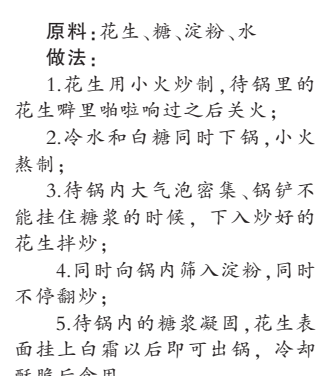 原料:花生、糖、淀粉、水
做法:
1.花生用小火炒制,待锅里的
花生噼里啪啦响过之后关火;
2.冷水和白糖同时下锅,小火
熬制;
3.待锅内大气泡密集、锅铲不
能挂住糖浆的时候，下入炒好的
花生拌炒;
4.同时向锅内筛入淀粉,同时
不停翻炒;
5.待锅内的糖浆凝固,花生表
面挂上白霜以后即可出锅，冷却
酥脆后食用